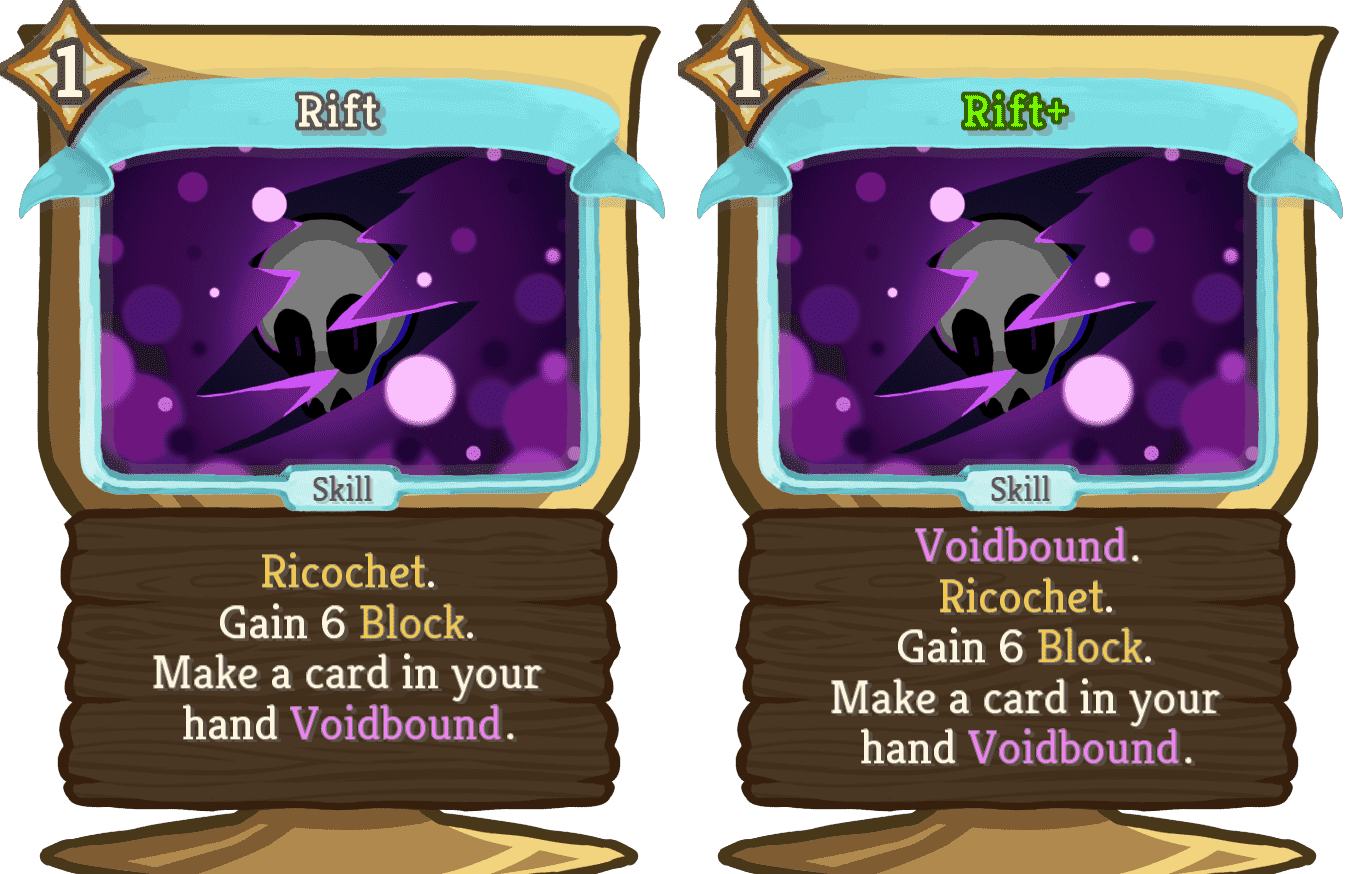 1
Rift
Skill
Ricochet.
Gain 6 Block.
Make a card in your
hand Voidbound.
1
Rift+
Skill
Voidbound.
Ricochet.
Gain 6 Block.
Make a card in your
hand Voidbound.